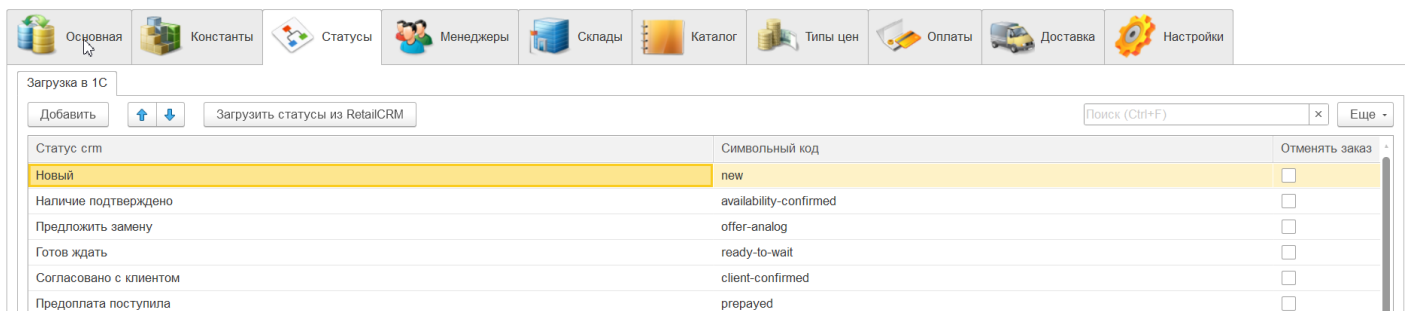 Основная Константы Статусы Менеджеры Склады Каталог Типы цен Оплаты Доставка Настройки
Загрузка в 1С
Добавить Загрузить статусы из RetailCRM Поиск (Ctrl+F) × Еще
Статус crm Символьный код Отменять заказ
Новый new
Наличие подтверждено availability-confirmed
Предложить замену offer-analog
Готов ждать ready-to-wait
Согласовано с клиентом client-confirmed
Предоплата поступила prepayed